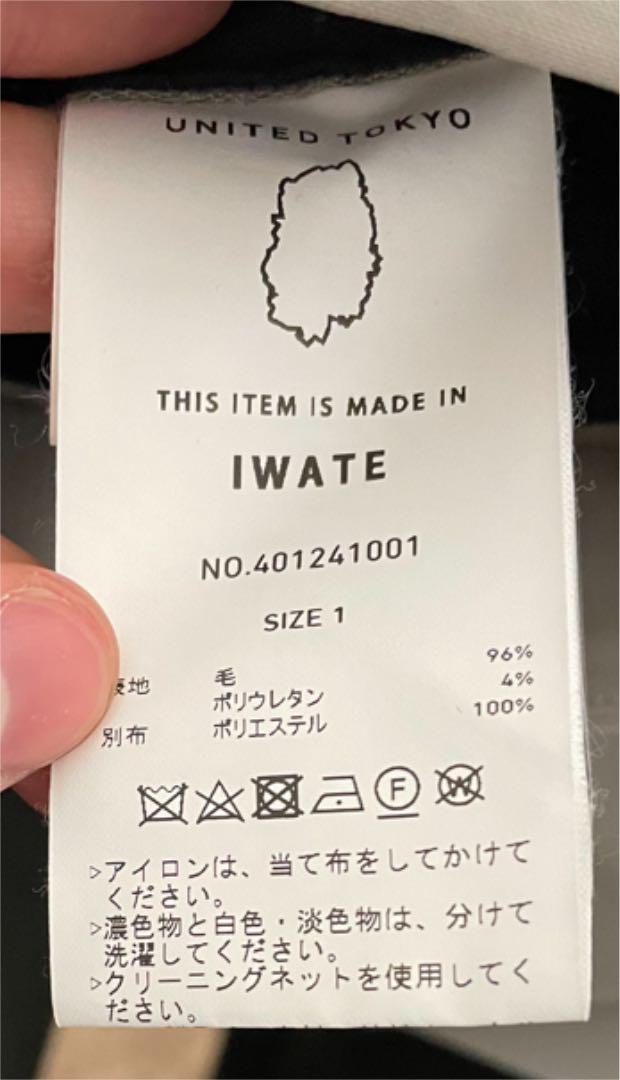 UNITED TOKYO
THIS ITEM IS MADE IN
IWATE
NO.401241001
SIZE 1
表地 毛 96%
ポリウレタン 4%
別布 ポリエステル 100%
F W
▷アイロンは、当て布をしてかけて
ください。
▷濃色物と白色・淡色物は、分けて
洗濯してください。
▷クリーニングネットを使用してく
ださい。